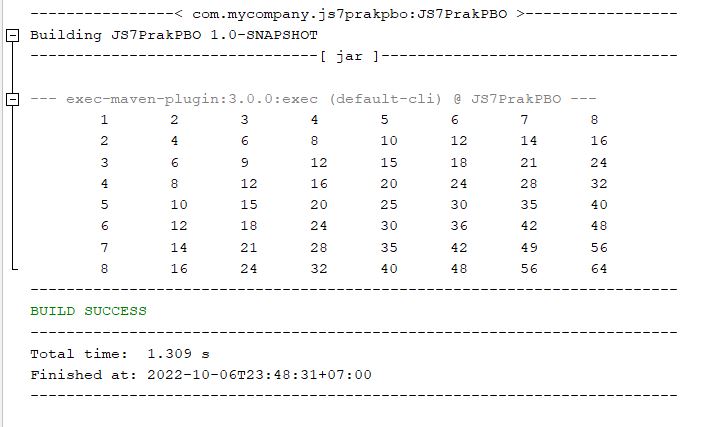 ----------------< com.mycompany.js7prakpbo:JS7PrakPBO >-----------------
Building JS7PrakPBO 1.0-SNAPSHOT
--------------------------------[ jar ]---------------------------------
--- exec-maven-plugin:3.0.0:exec (default-cli) @ JS7PrakPBO ---
1 2 3 4 5 6 7 8
2 4 6 8 10 12 14 16
3 6 9 12 15 18 21 24
4 8 12 16 20 24 28 32
5 10 15 20 25 30 35 40
6 12 18 24 30 36 42 48
7 14 21 28 35 42 49 56
8 16 24 32 40 48 56 64
------------------------------------------------------------------------
BUILD SUCCESS
------------------------------------------------------------------------
Total time:  1.309 s
Finished at: 2022-10-06T23:48:31+07:00
------------------------------------------------------------------------